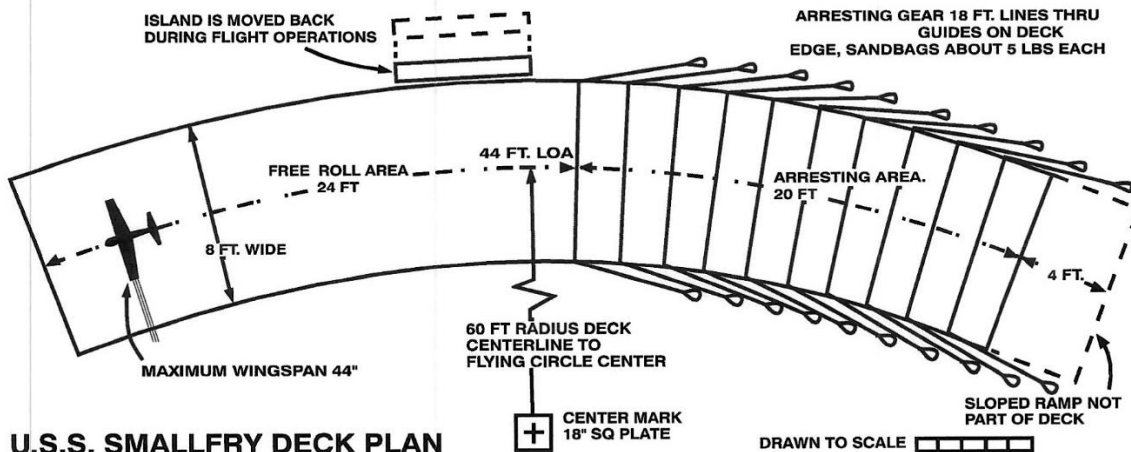 ISLAND IS MOVED BACK
DURING FLIGHT OPERATIONS
ARRESTING GEAR 18 FT. LINES THRU
GUIDES ON DECK
EDGE, SANDBAGS ABOUT 5 LBS EACH
44 FT. LOA
FREE ROLL AREA
24 FT
ARRESTING AREA.
20 FT
8 FT. WIDE
4 FT.
60 FT RADIUS DECK
CENTERLINE TO
FLYING CIRCLE CENTER
MAXIMUM WINGSPAN 44"
SLOPED RAMP NOT
PART OF DECK
CENTER MARK
18" SQ PLATE
U.S.S. SMALLFRY DECK PLAN
DRAWN TO SCALE